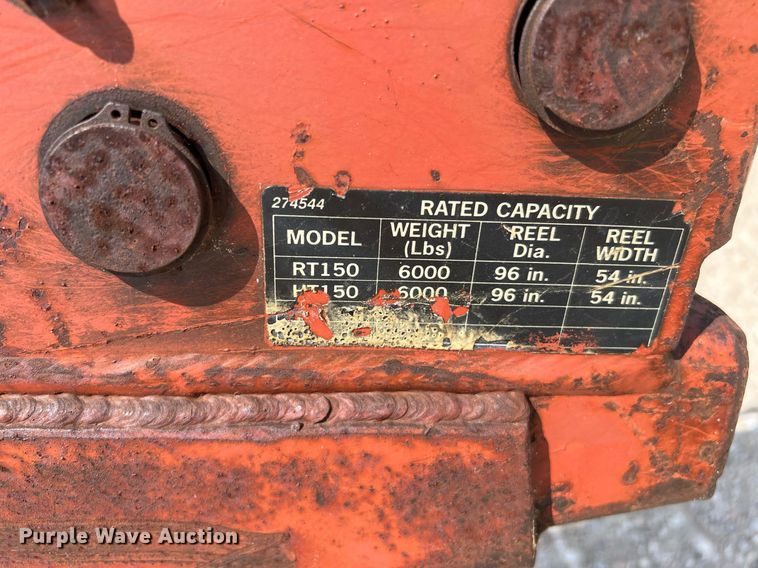 274544
RATED CAPACITY
MODEL WEIGHT (Lbs) REEL Dia. REEL WIDTH
RT150 6000 96 in. 54 in.
HT150 6000 96 in. 54 in.
Purple Wave Auction